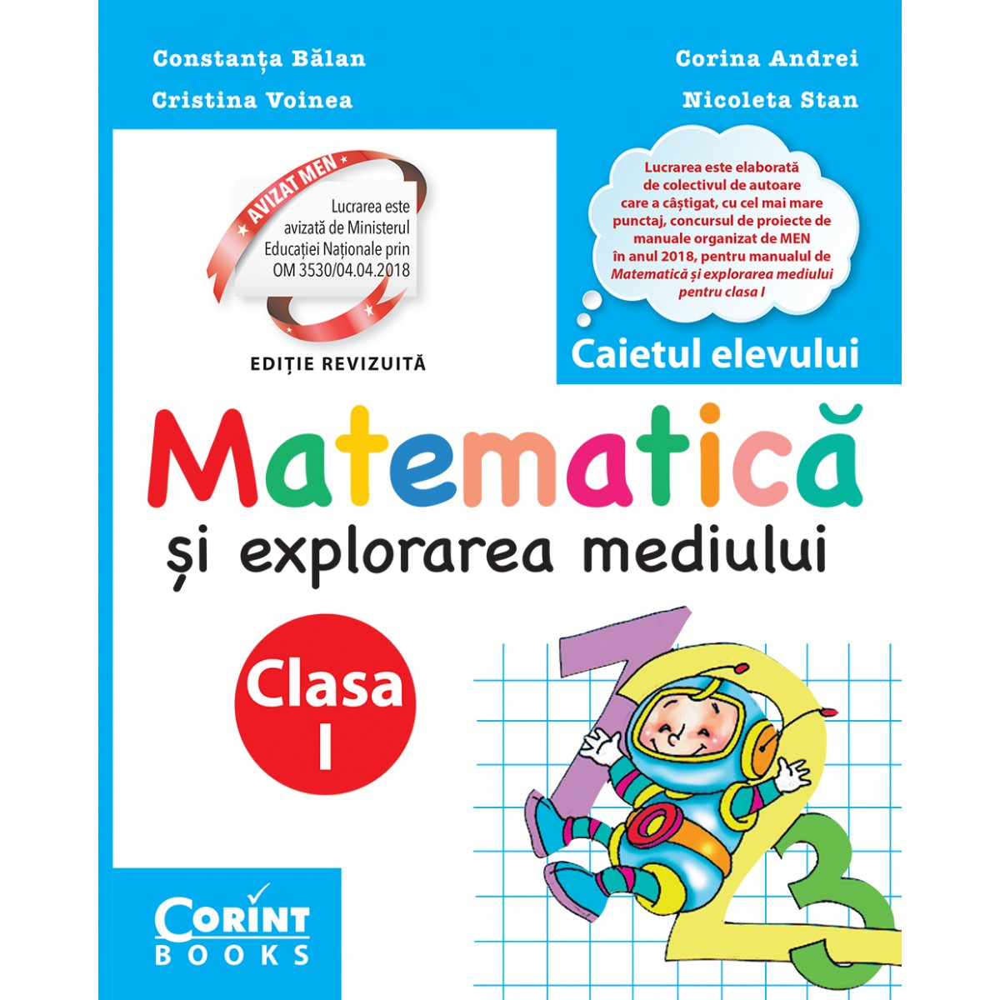 Constanța Bălan
Cristina Voinea
Corina Andrei
Nicoleta Stan
AVIZAT MEN
Lucrarea este
avizată de Ministerul
Educației Naționale prin
OM 3530/04.04.2018
EDIȚIE REVIZUITĂ
Lucrarea este elaborată
de colectivul de autoare
care a câștigat, cu cel mai mare
punctaj, concursul de proiecte de
manuale organizat de MEN
în anul 2018, pentru manualul de
Matematică și explorarea mediului
pentru clasa I
Caietul elevului
Matematică
și explorarea mediului
Clasa
I
1 2 3
CORINT
BOOKS